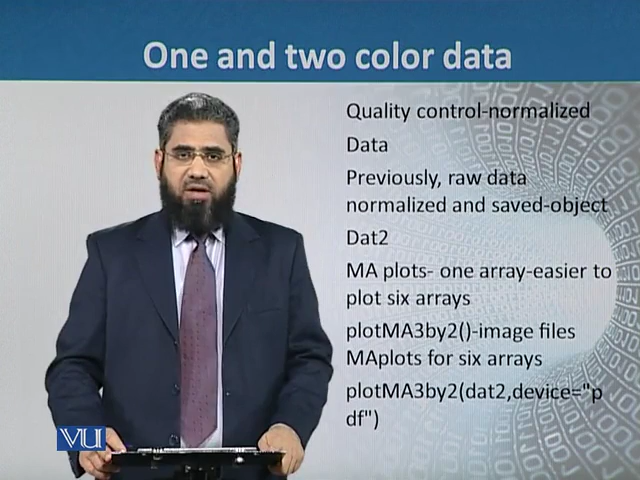 One and two color data
Quality control-normalized
Data
Previously, raw data
normalized and saved-object
Dat2
MA plots- one array-easier to
plot six arrays
plotMA3by2()-image files
MAplots for six arrays
plotMA3by2(dat2,device="p
df")
VU